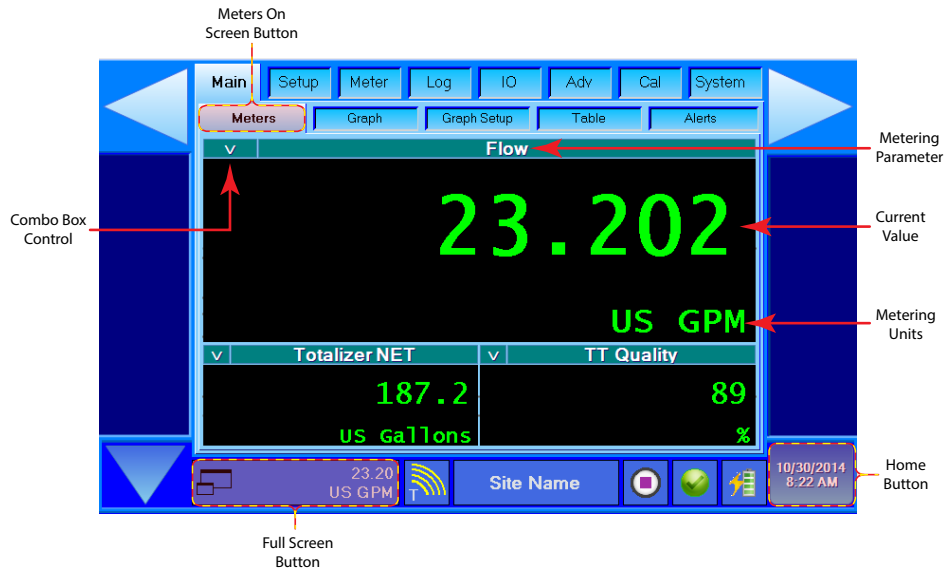 Meters On
Screen Button
Main Setup Meter Log IO Adv Cal System
Meters Graph Graph Setup Table Alerts
v Flow
Metering
Parameter
23.202
Combo Box
Control
Current
Value
US GPM
Metering
Units
v Totalizer NET v TT Quality
187.2 89
US Gallons %
23.20
US GPM
T
Site Name
10/30/2014
8:22 AM
Home
Button
Full Screen
Button